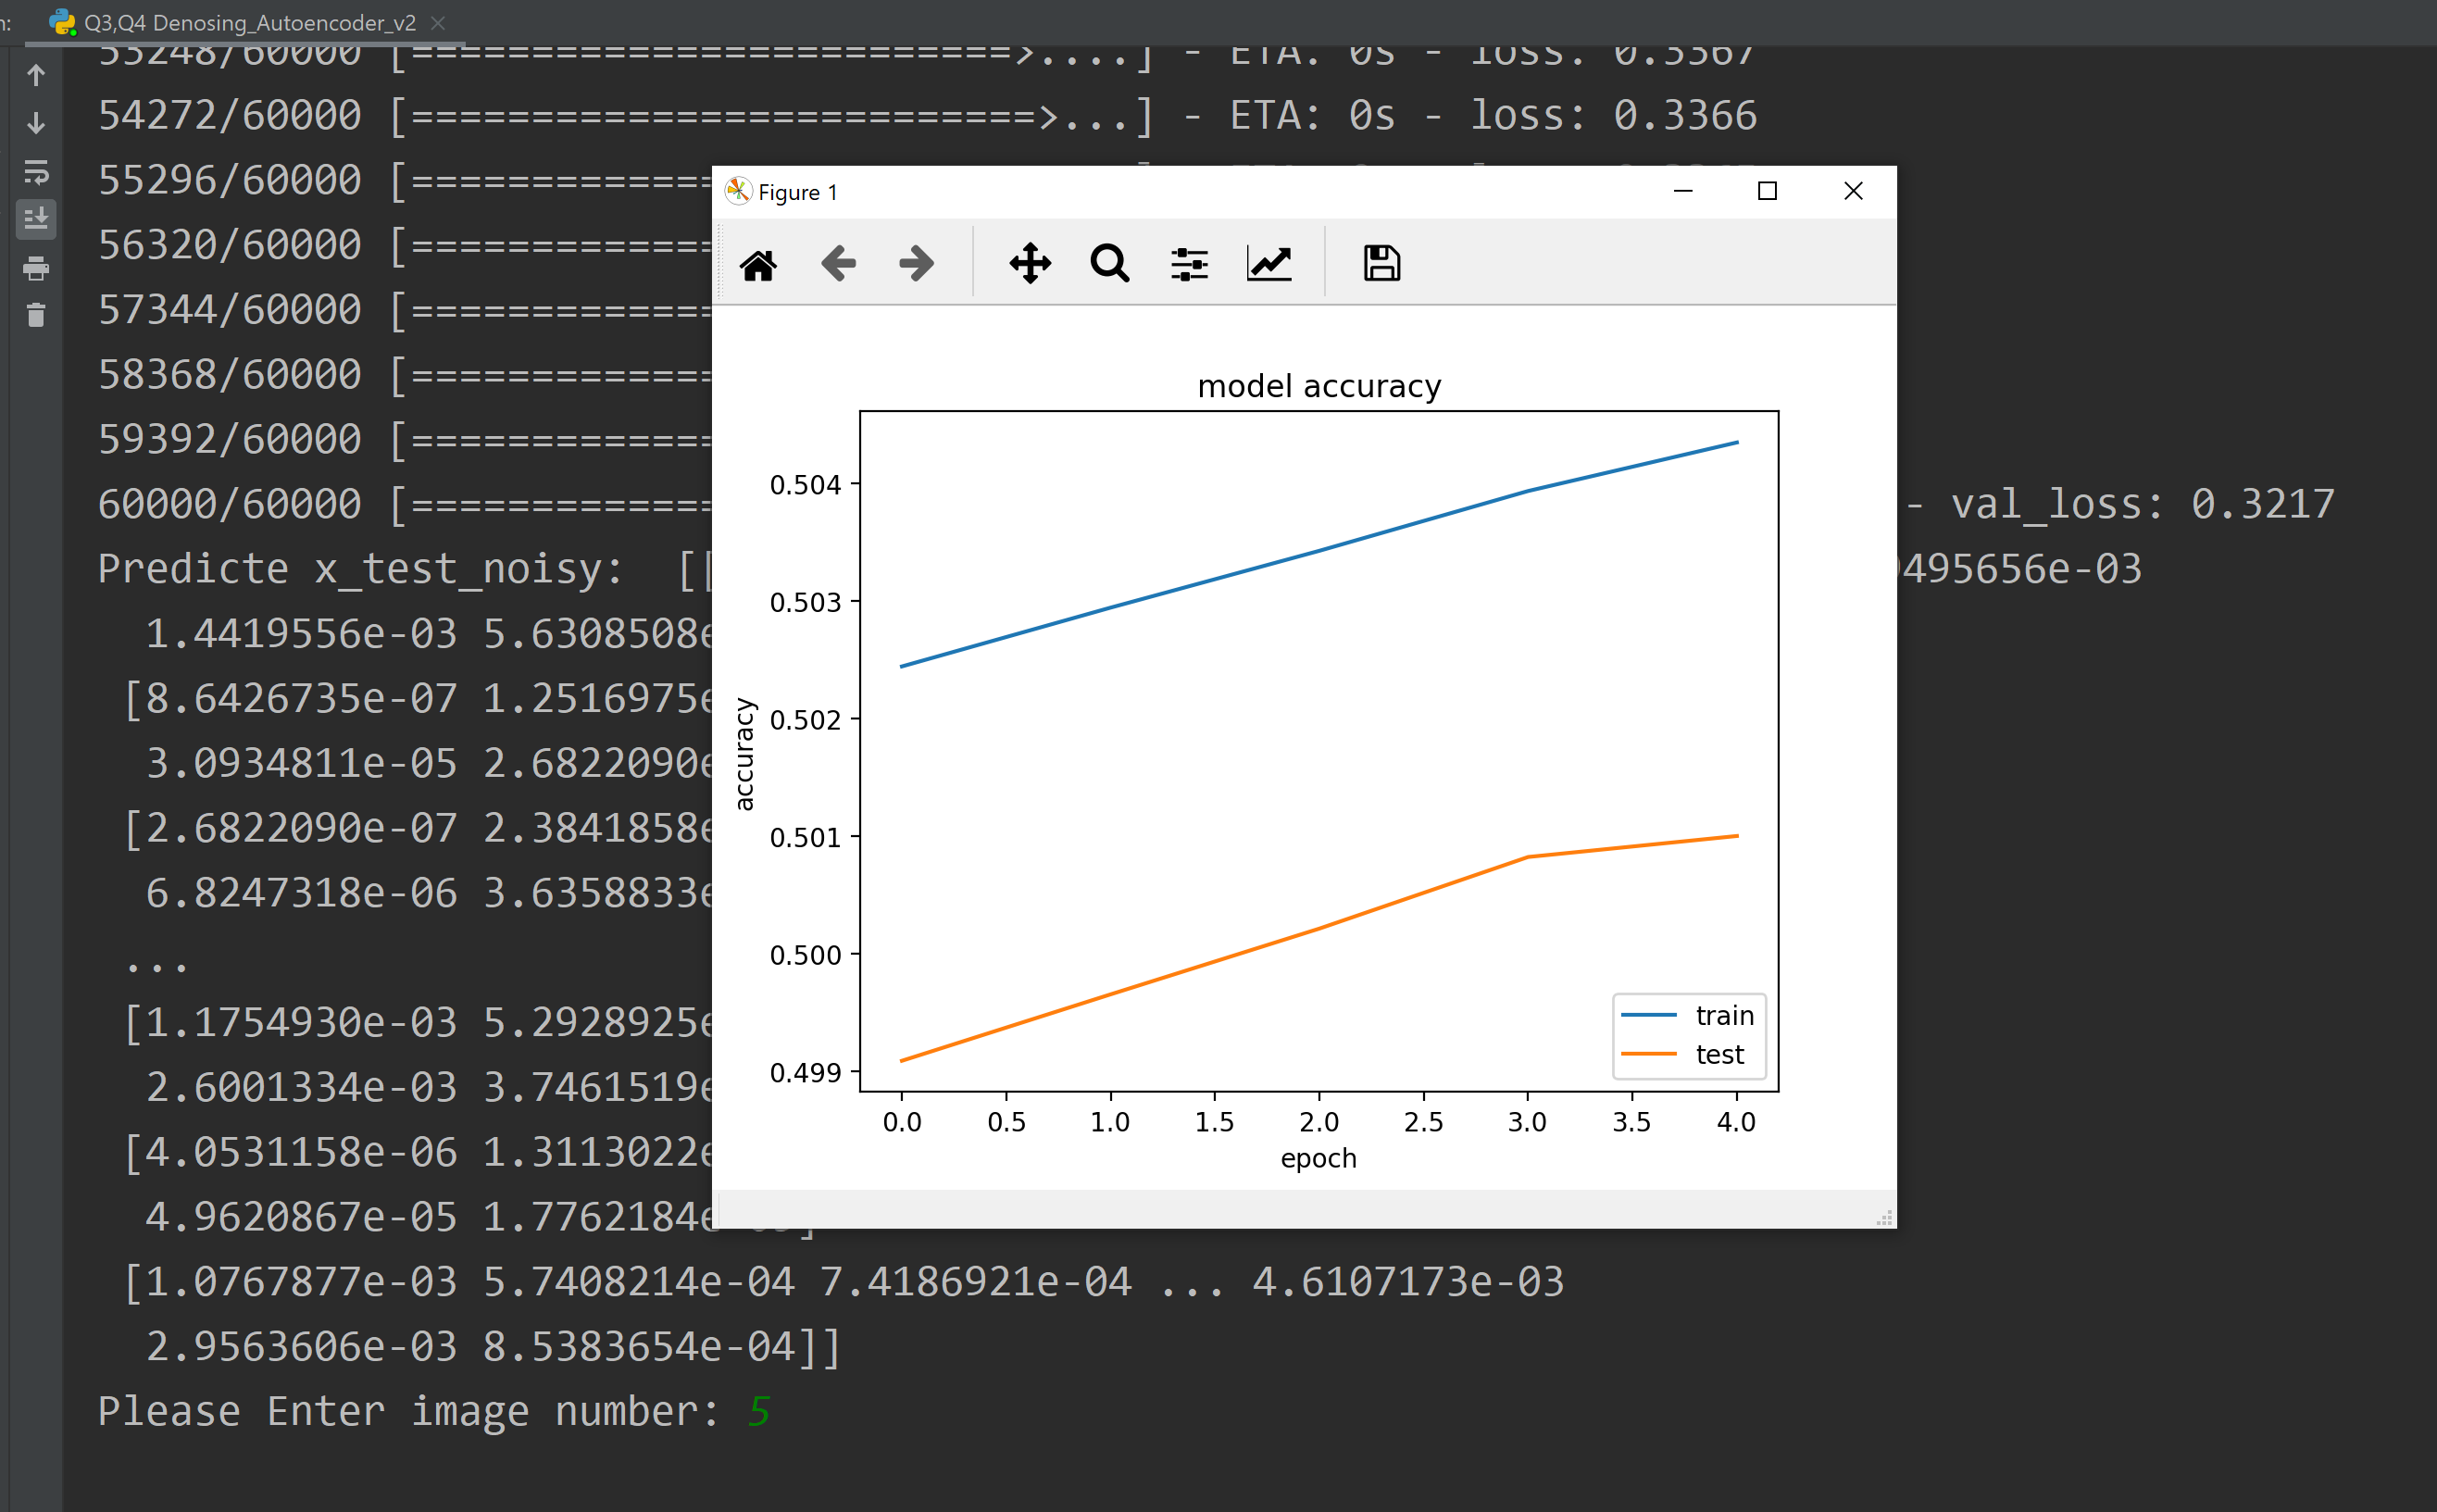 n:
Q3,Q4 Denosing_Autoencoder_v2
53248/60000 [=========================>....] - ETA: 0s - loss: 0.3367
54272/60000 [==========================>...] - ETA: 0s - loss: 0.3366
55296/60000 [=============
56320/60000 [=============
57344/60000 [=============
58368/60000 [=============
59392/60000 [=============
60000/60000 [============= - val_loss: 0.3217
Predicte x_test_noisy:  [[ 495656e-03
1.4419556e-03 5.6308508e
[8.6426735e-07 1.2516975e
3.0934811e-05 2.6822090e
[2.6822090e-07 2.3841858e
6.8247318e-06 3.6358833e
...
[1.1754930e-03 5.2928925e
2.6001334e-03 3.7461519e
[4.0531158e-06 1.3113022e
4.9620867e-05 1.7762184e
[1.0767877e-03 5.7408214e-04 7.4186921e-04 ... 4.6107173e-03
2.9563606e-03 8.5383654e-04]]
Please Enter image number: 5
Figure 1
model accuracy
accuracy
0.504
0.503
0.502
0.501
0.500
0.499
train
test
0.0 0.5 1.0 1.5 2.0 2.5 3.0 3.5 4.0
epoch